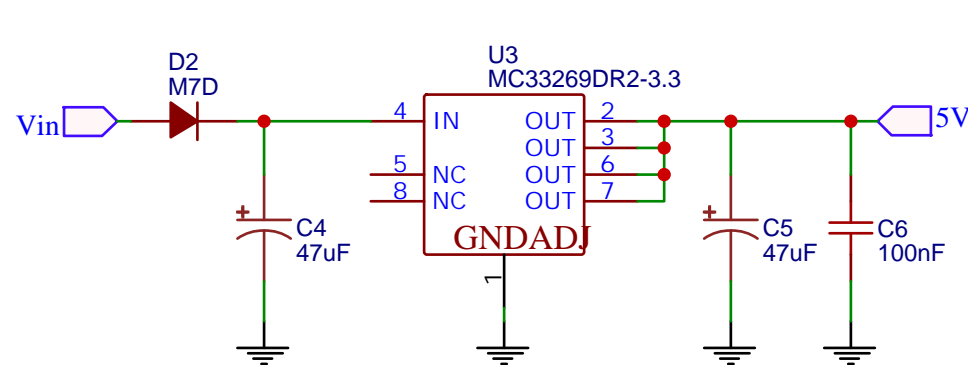 D2
M7D
Vin
U3
MC33269DR2-3.3
4 IN OUT 2
OUT 3
5 NC OUT 6
8 NC OUT 7
GNDADJ
1
+ C4
47uF
+ C5
47uF
C6
100nF
5V